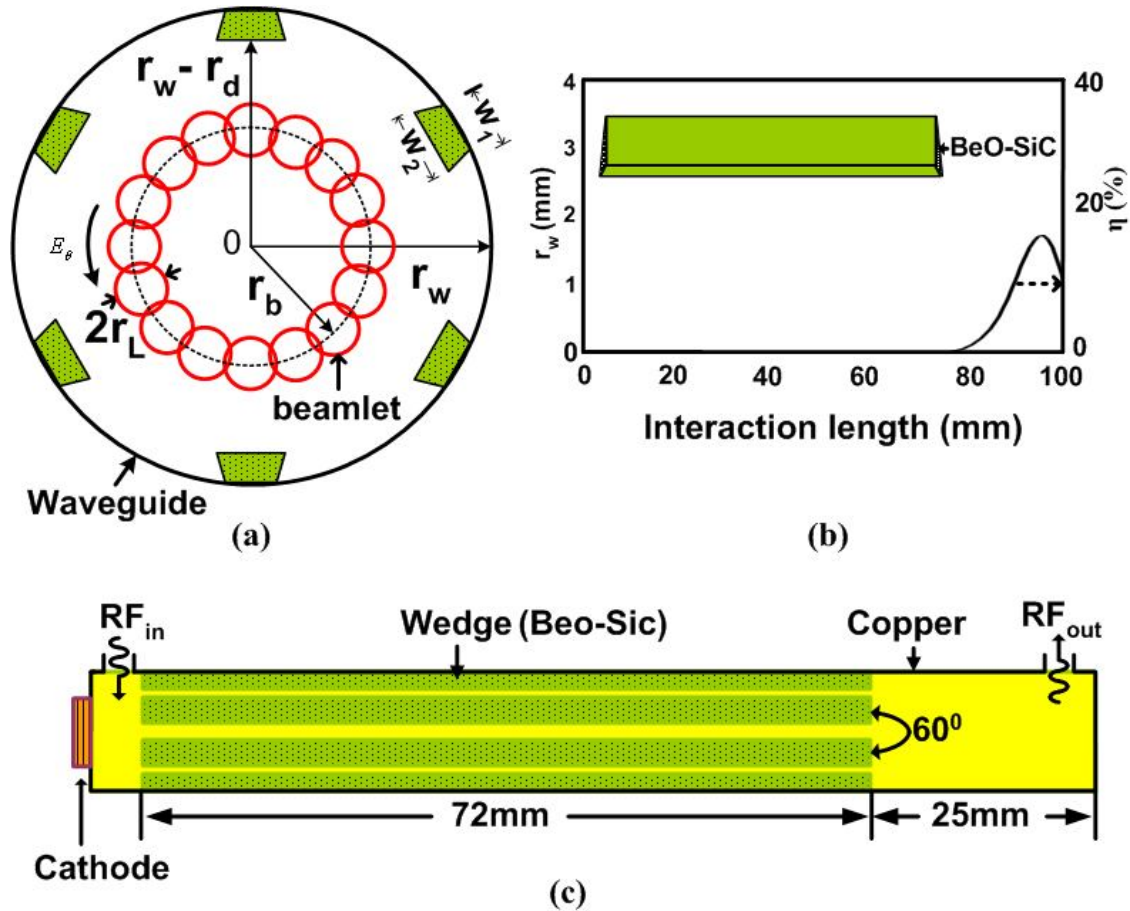 r_w - r_d
W_1
W_2
E_θ
0
r_w
r_b
2r_L
beamlet
Waveguide
(a)
4
3
2
1
0
r_w (mm)
BeO-SiC
40
20
0
η (%)
0
20
40
60
80
100
Interaction length (mm)
(b)
RF_in
Wedge (Beo-Sic)
Copper
RF_out
60⁰
72mm
25mm
Cathode
(c)